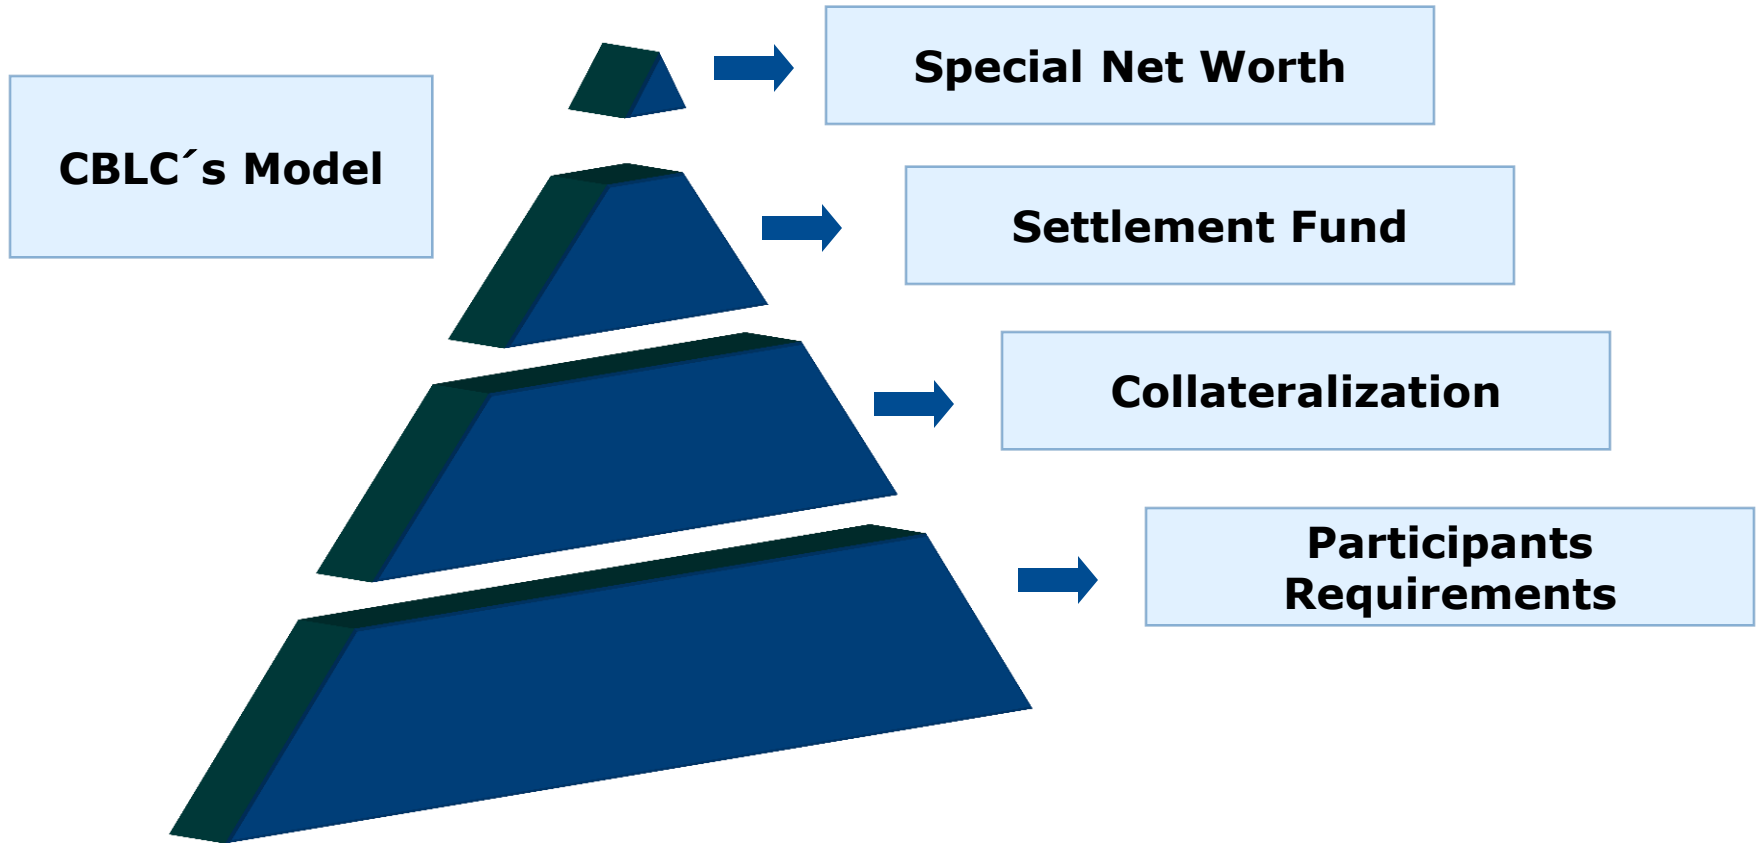 Special Net Worth
CBLC´s Model
Settlement Fund
Collateralization
Participants
Requirements